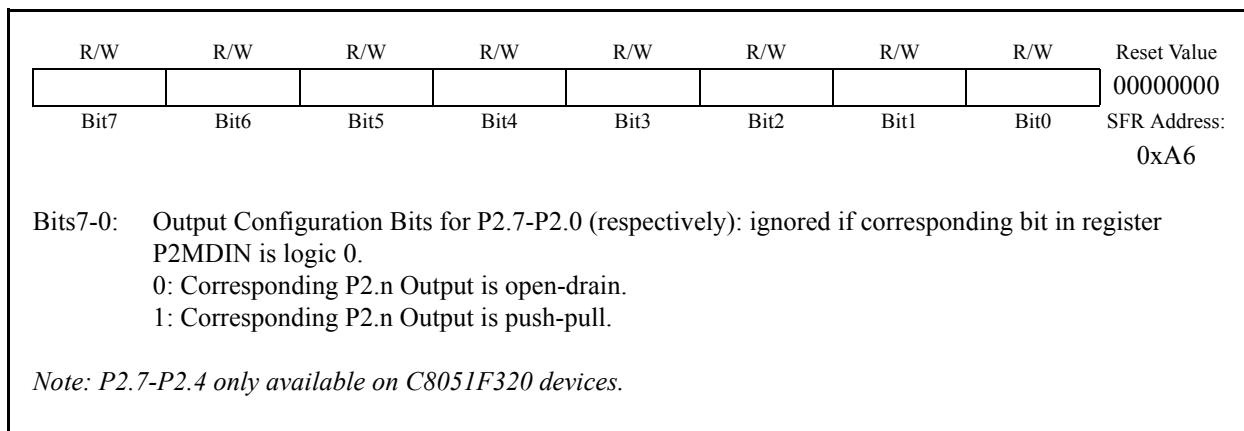 R/W R/W R/W R/W R/W R/W R/W R/W Reset Value
00000000
Bit7 Bit6 Bit5 Bit4 Bit3 Bit2 Bit1 Bit0 SFR Address:
0xA6
Bits7-0: Output Configuration Bits for P2.7-P2.0 (respectively): ignored if corresponding bit in register
P2MDIN is logic 0.
0: Corresponding P2.n Output is open-drain.
1: Corresponding P2.n Output is push-pull.
Note: P2.7-P2.4 only available on C8051F320 devices.